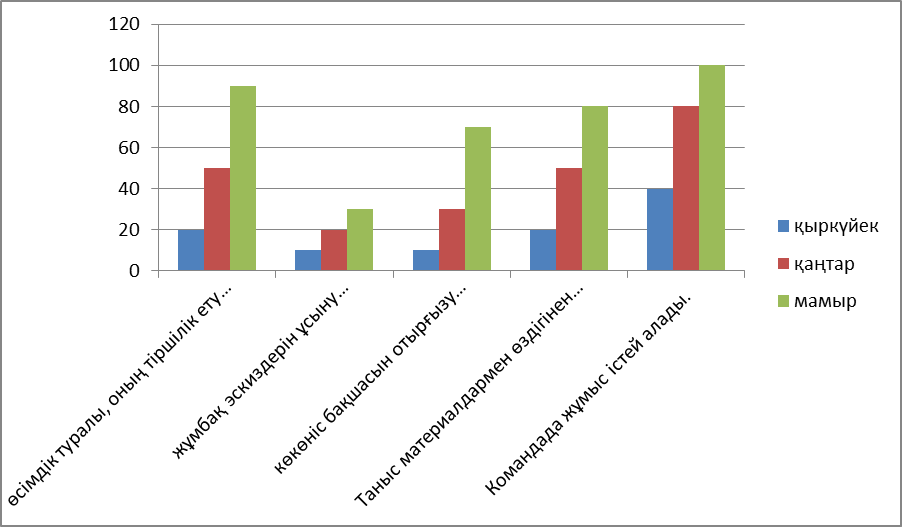 120
100
80
60
40
20
0
қыркүйек
қаңтар
мамыр
өсімдік туралы, оның тіршілік ету...
жұмбақ эскиздерін ұсыну...
көкөніс бақшасын отырғызу...
Таныс материалдармен өздігінен...
Командада жұмыс істей алады.